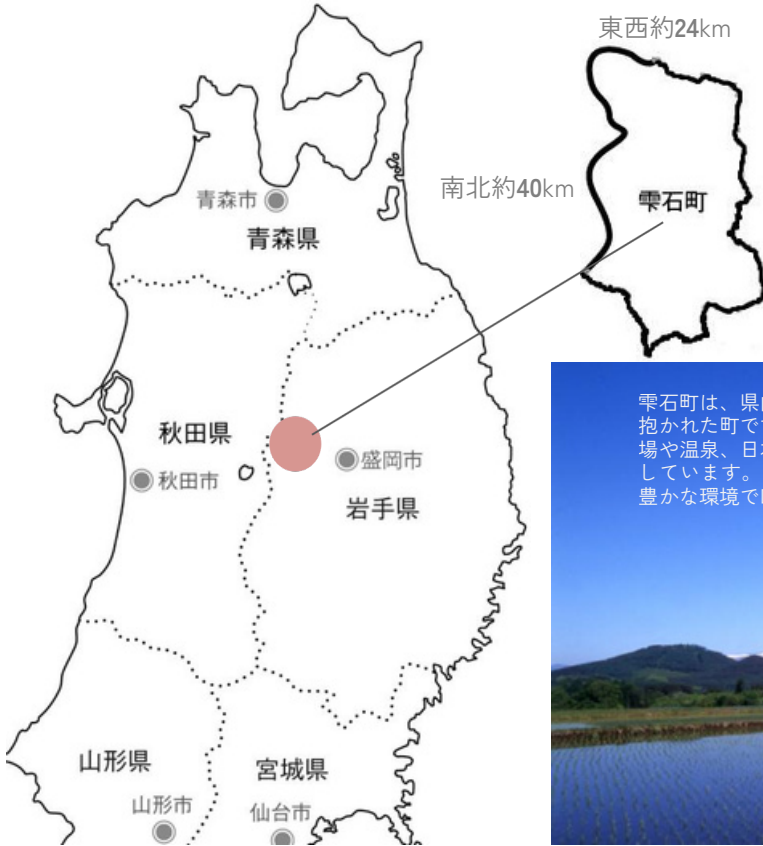 東西約24km
南北約40km
雫石町
青森市
青森県
秋田県
秋田市
盛岡市
岩手県
山形県
山形市
宮城県
仙台市
雫石町は、県
抱かれた町で
場や温泉、日
しています。
豊かな環境で